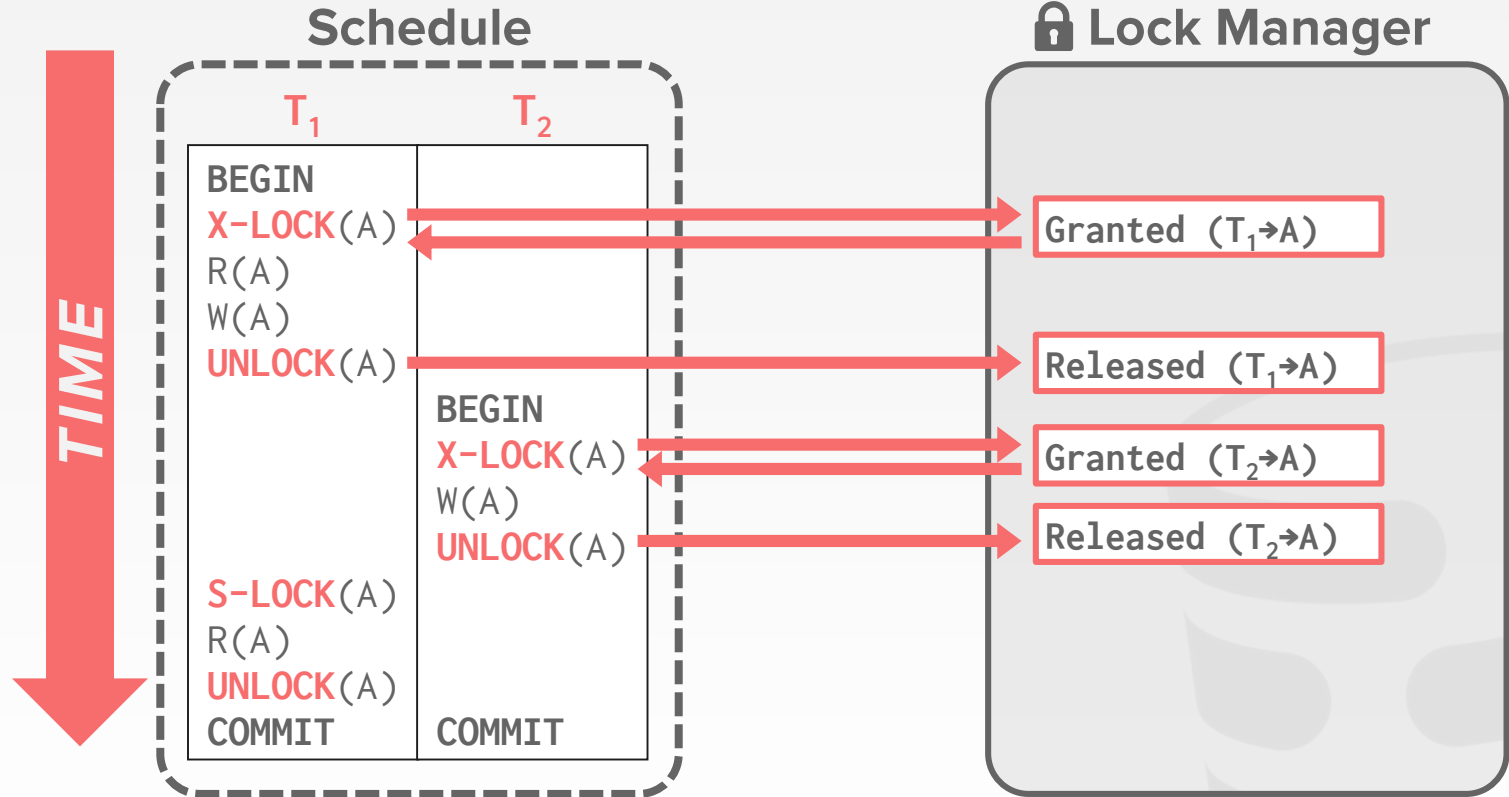 Schedule
Lock Manager
TIME
T1 T2
BEGIN
X-LOCK(A)
Granted (T1→A)
R(A)
W(A)
UNLOCK(A)
Released (T1→A)
BEGIN
X-LOCK(A)
Granted (T2→A)
W(A)
UNLOCK(A)
Released (T2→A)
S-LOCK(A)
R(A)
UNLOCK(A)
COMMIT COMMIT